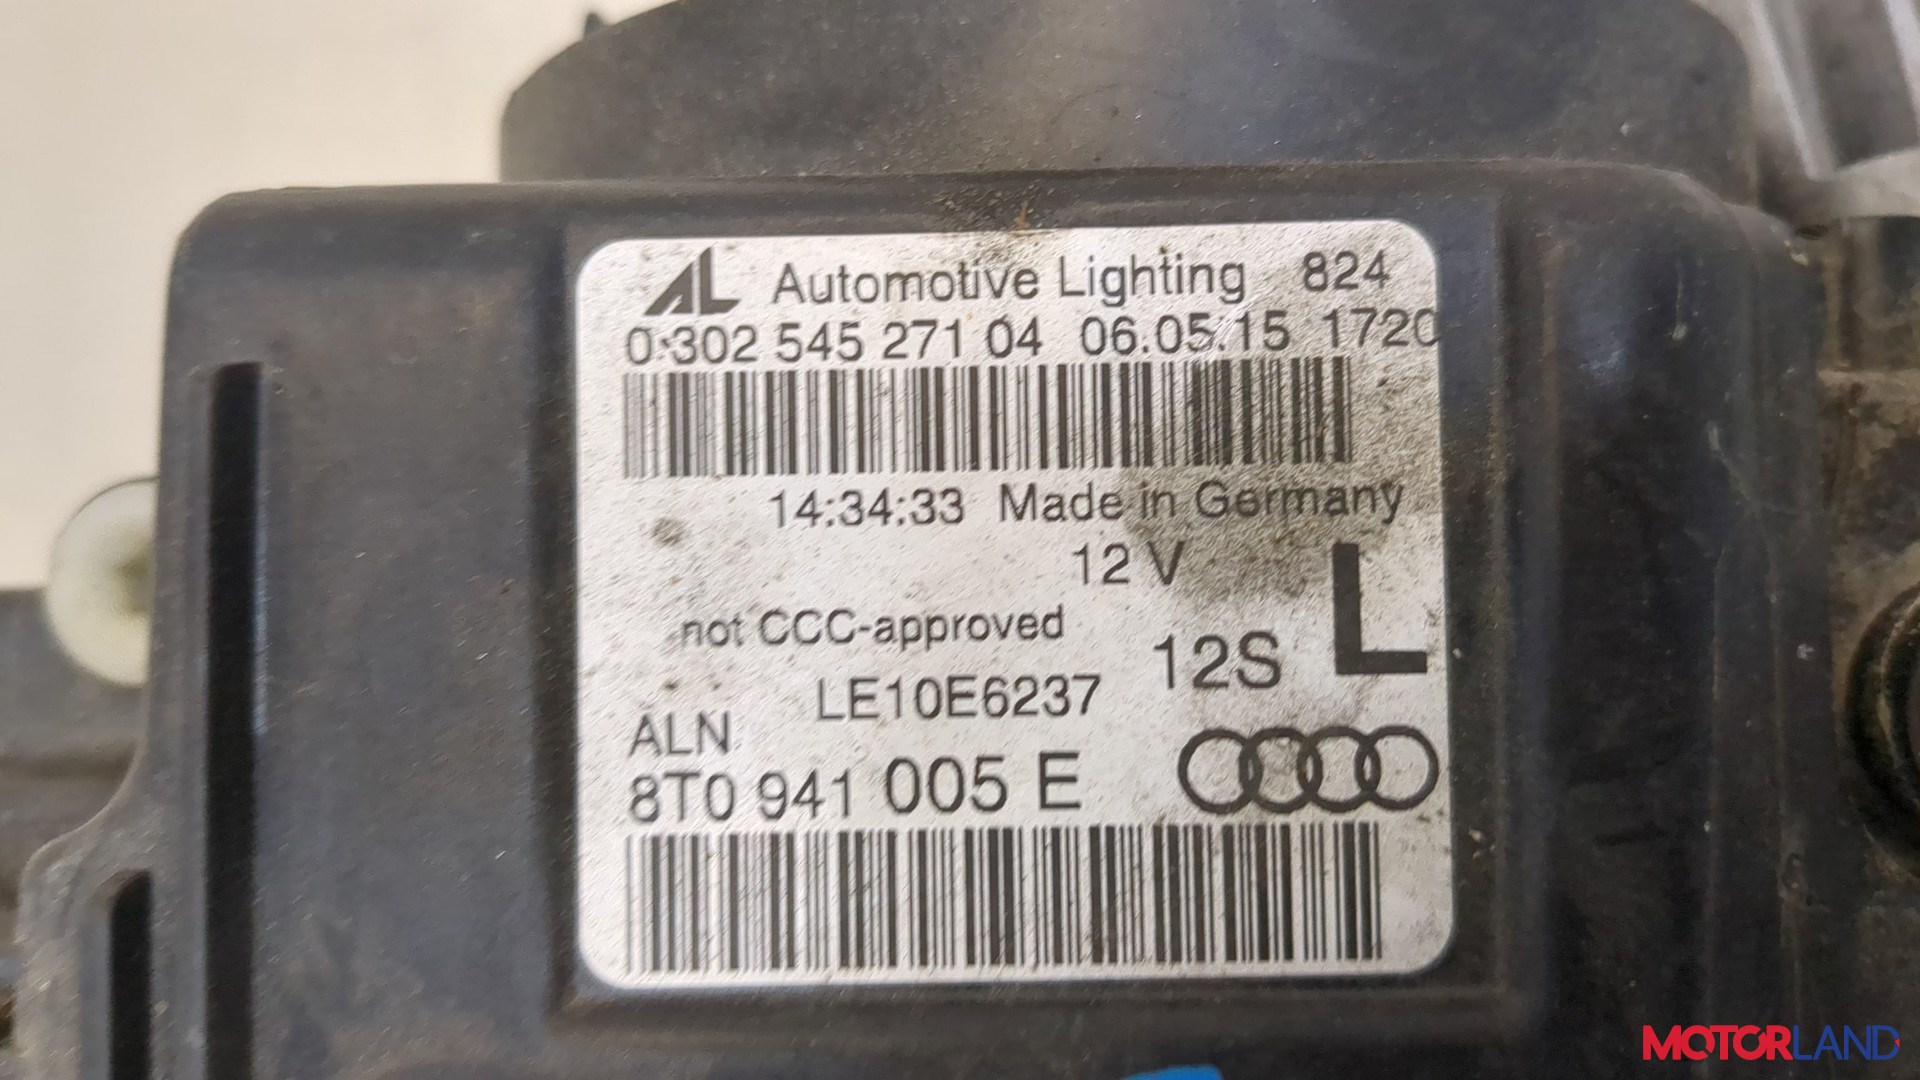 AL Automotive Lighting 824
0 302 545 271 04 06.05.15 1720
14:34:33 Made in Germany
12 V
L
not CCC-approved
12S
LE10E6237
ALN
8T0 941 005 E
MOTORLAND